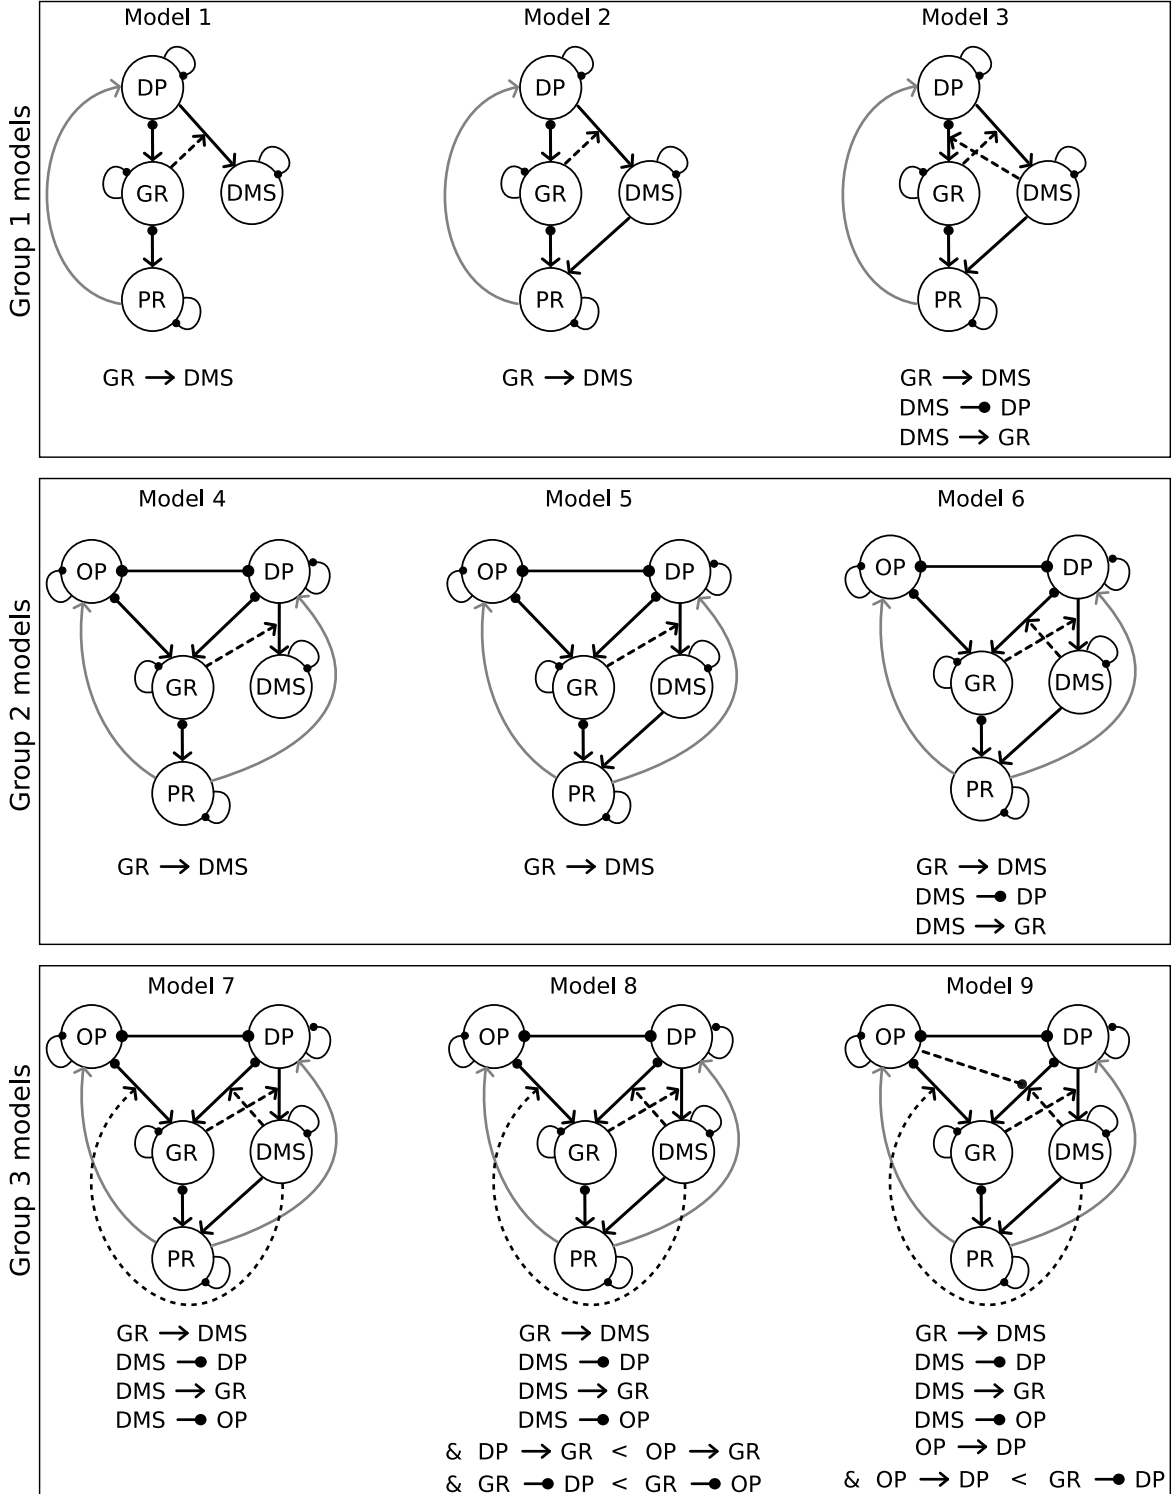 Group 1 models
Model 1
DP
GR
DMS
PR
GR → DMS
Model 2
DP
GR
DMS
PR
GR → DMS
Model 3
DP
GR
DMS
PR
GR → DMS
DMS —● DP
DMS → GR
Group 2 models
Model 4
OP
DP
GR
DMS
PR
GR → DMS
Model 5
OP
DP
GR
DMS
PR
GR → DMS
Model 6
OP
DP
GR
DMS
PR
GR → DMS
DMS —● DP
DMS → GR
Group 3 models
Model 7
OP
DP
GR
DMS
PR
GR → DMS
DMS —● DP
DMS → GR
DMS —● OP
Model 8
OP
DP
GR
DMS
PR
GR → DMS
DMS —● DP
DMS → GR
DMS —● OP
& DP → GR < OP → GR
& GR —● DP < GR —● OP
Model 9
OP
DP
GR
DMS
PR
GR → DMS
DMS —● DP
DMS → GR
DMS —● OP
OP → DP
& OP → DP < GR —● DP